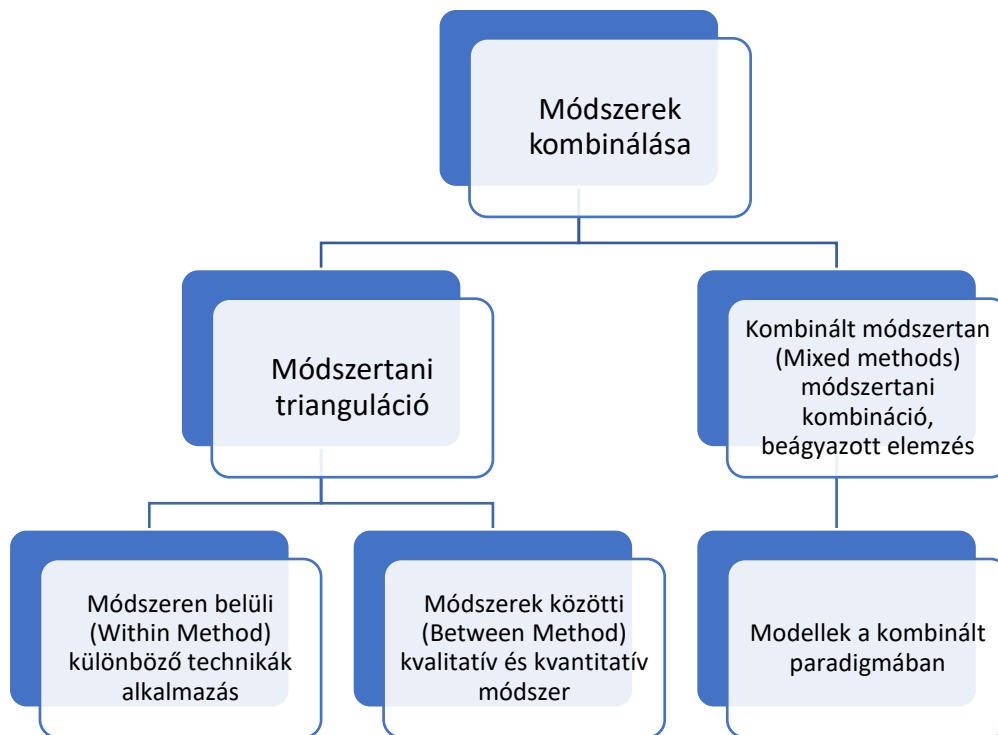 Módszerek
kombinálása
Módszertani
trianguláció
Kombinált módszertan
(Mixed methods)
módszertani
kombináció,
beágyazott elemzés
Módszeren belüli
(Within Method)
különböző technikák
alkalmazás
Módszerek közötti
(Between Method)
kvalitatív és kvantitatív
módszer
Modellek a kombinált
paradigmában